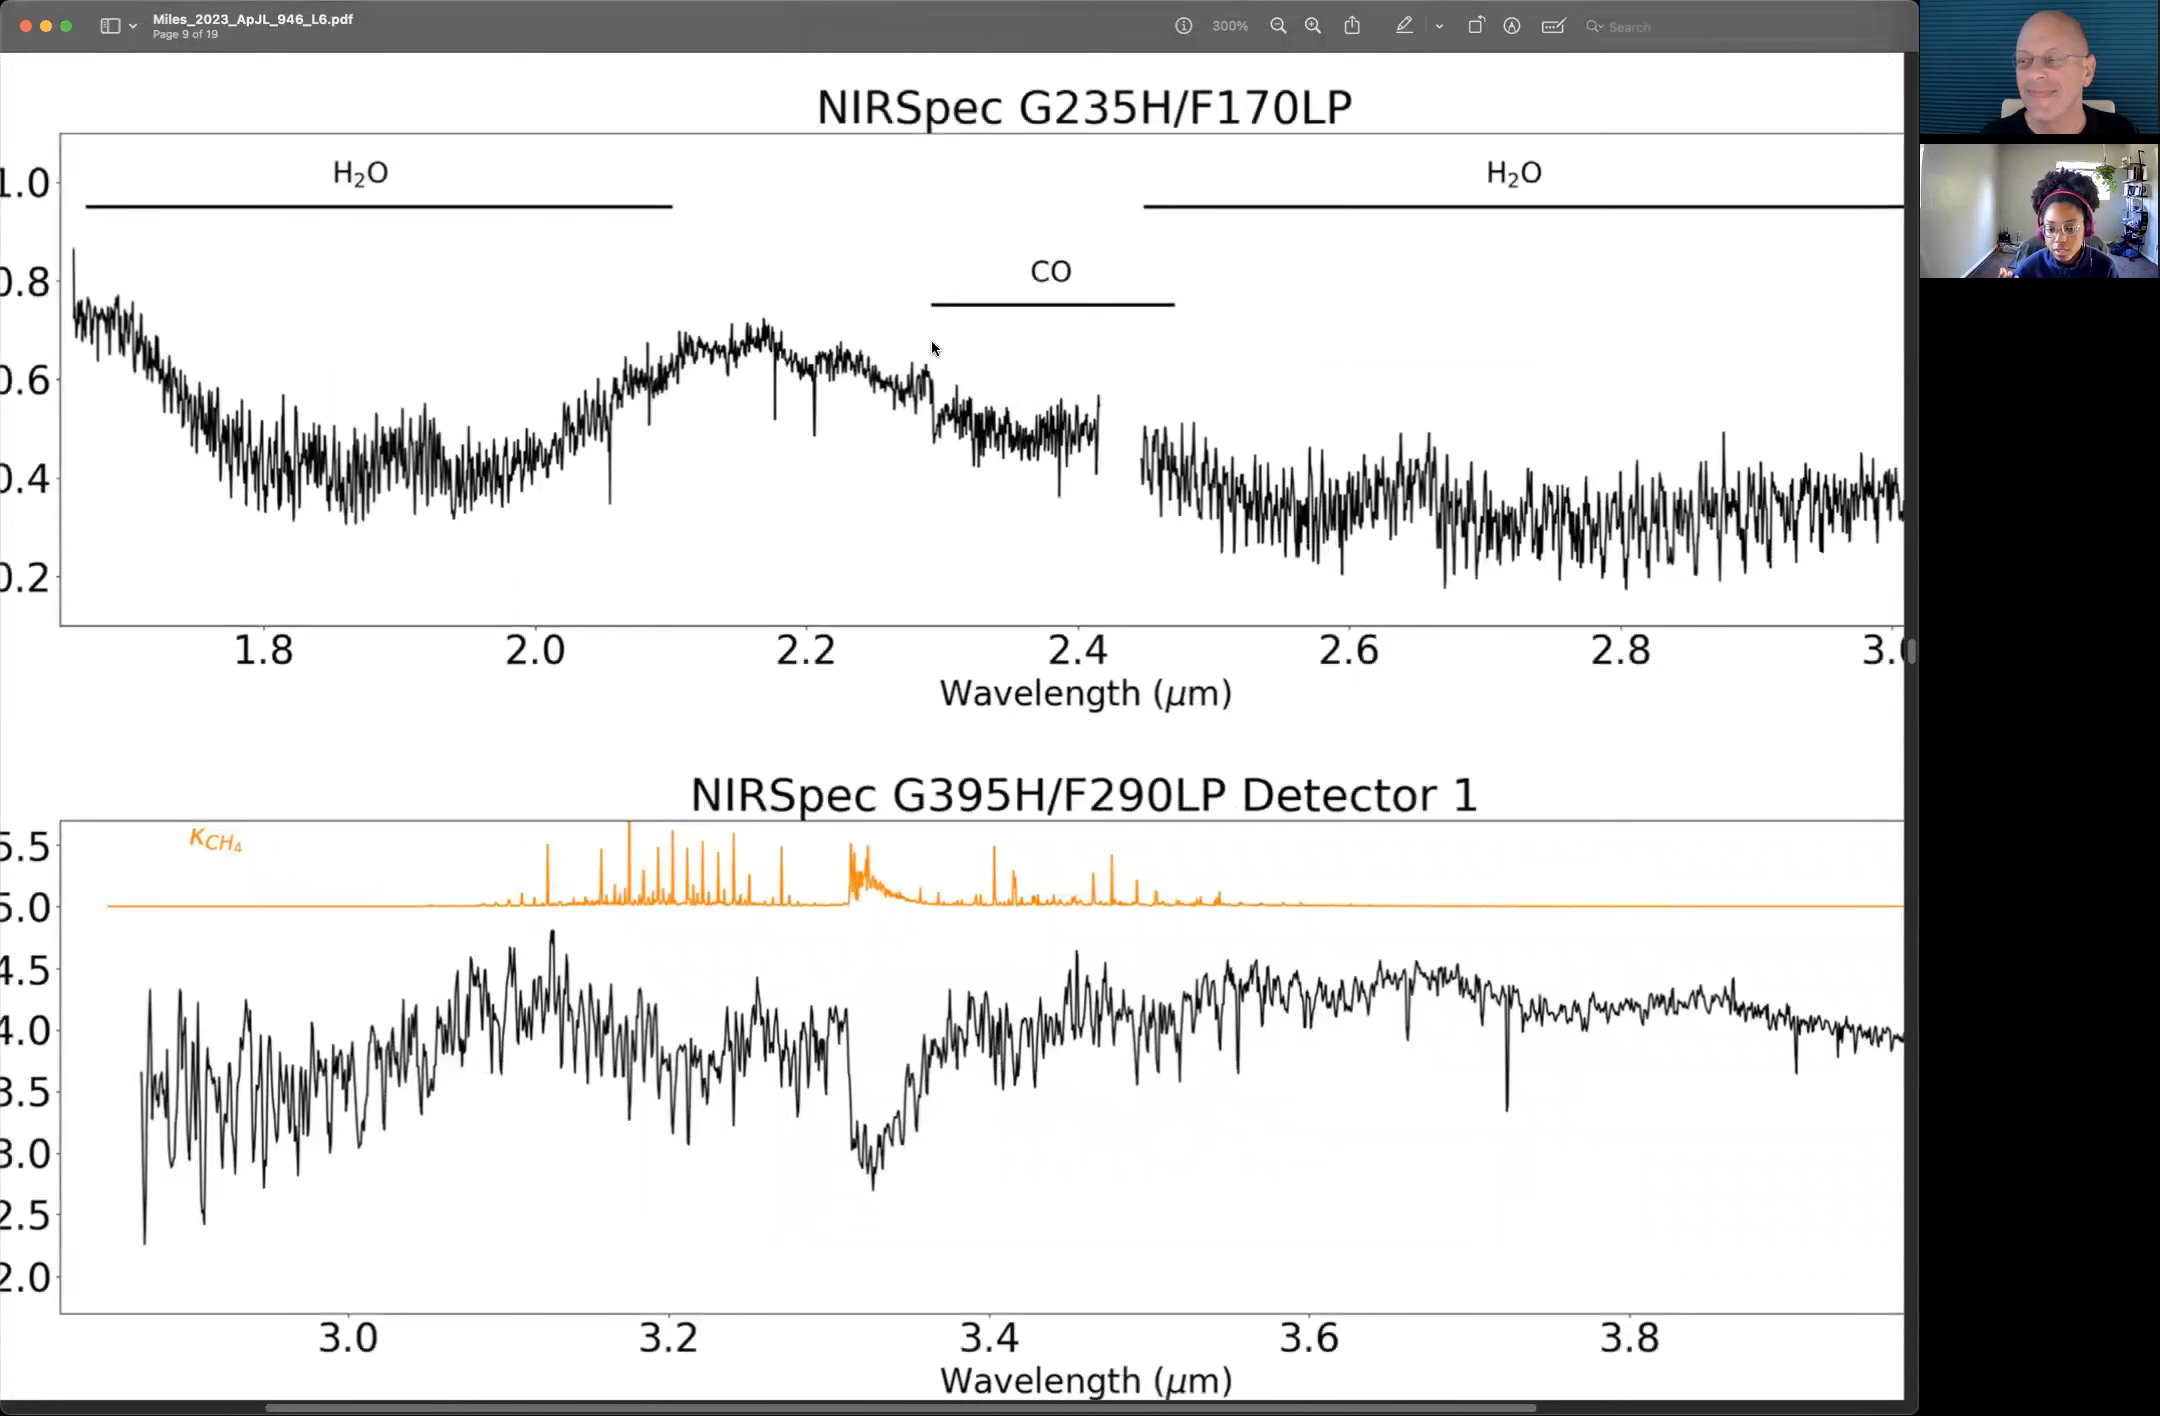 Miles_2023_ApJL_946_L6.pdf
Page 9 of 19
300%
Search
NIRSpec G235H/F170LP
H₂O
H₂O
CO
1.0
0.8
0.6
0.4
0.2
1.8 2.0 2.2 2.4 2.6 2.8 3.0
Wavelength (μm)
NIRSpec G395H/F290LP Detector 1
κ_CH₄
5.5
5.0
4.5
4.0
3.5
3.0
2.5
2.0
3.0 3.2 3.4 3.6 3.8
Wavelength (μm)